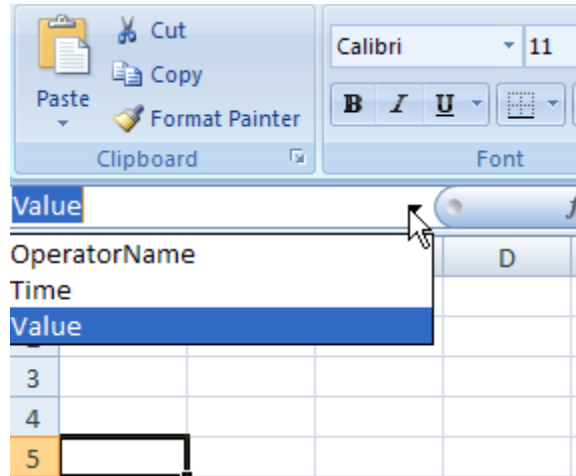 Cut
Copy
Paste
Format Painter
Clipboard
Calibri
11
B I U
Font
Value
OperatorName
Time
Value
D
3
4
5